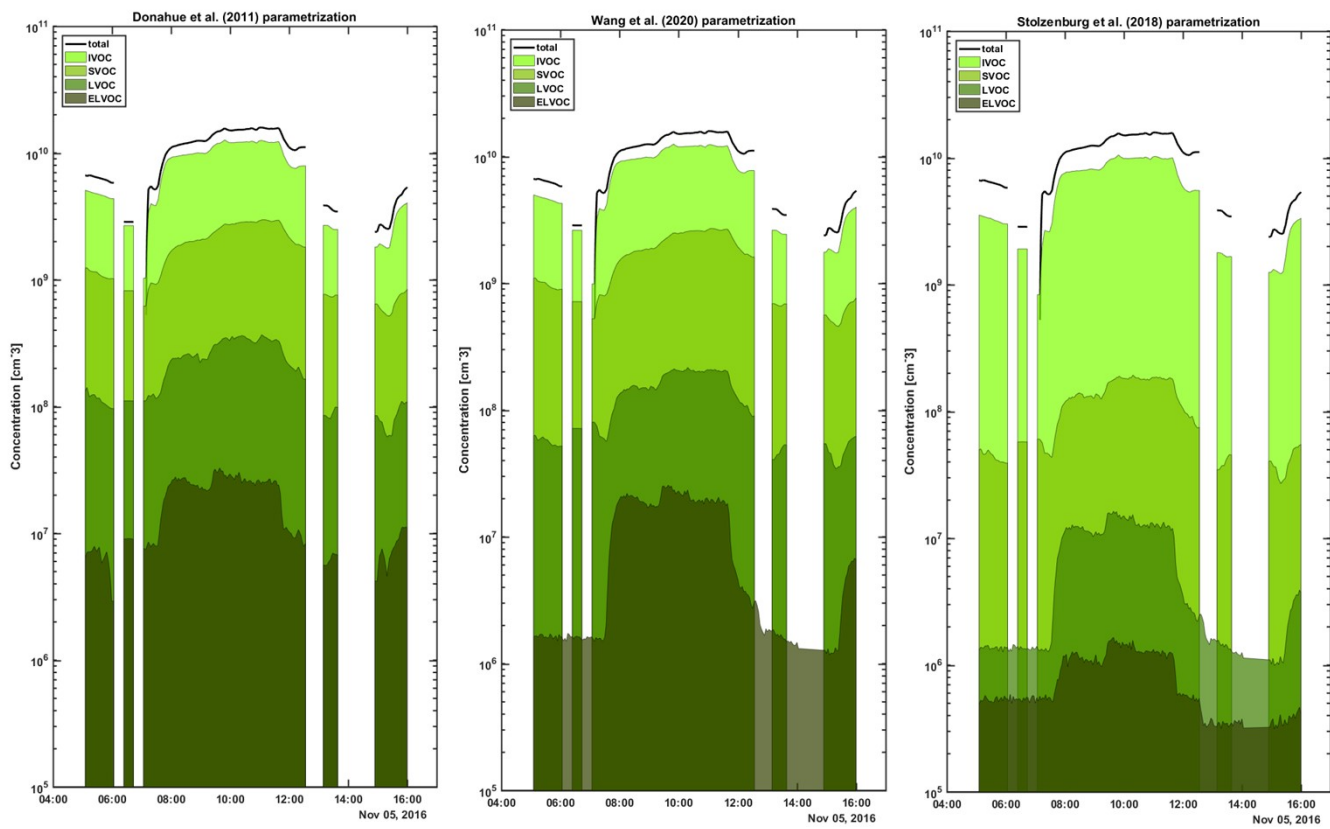 Donahue et al. (2011) parametrization
total
IVOC
SVOC
LVOC
ELVOC
Concentration [cm^-3]
10^11
10^10
10^9
10^8
10^7
10^6
10^5
04:00 06:00 08:00 10:00 12:00 14:00 16:00
Nov 05, 2016
Wang et al. (2020) parametrization
total
IVOC
SVOC
LVOC
ELVOC
Concentration [cm^-3]
10^11
10^10
10^9
10^8
10^7
10^6
10^5
04:00 06:00 08:00 10:00 12:00 14:00 16:00
Nov 05, 2016
Stolzenburg et al. (2018) parametrization
total
IVOC
SVOC
LVOC
ELVOC
Concentration [cm^-3]
10^11
10^10
10^9
10^8
10^7
10^6
10^5
04:00 06:00 08:00 10:00 12:00 14:00 16:00
Nov 05, 2016